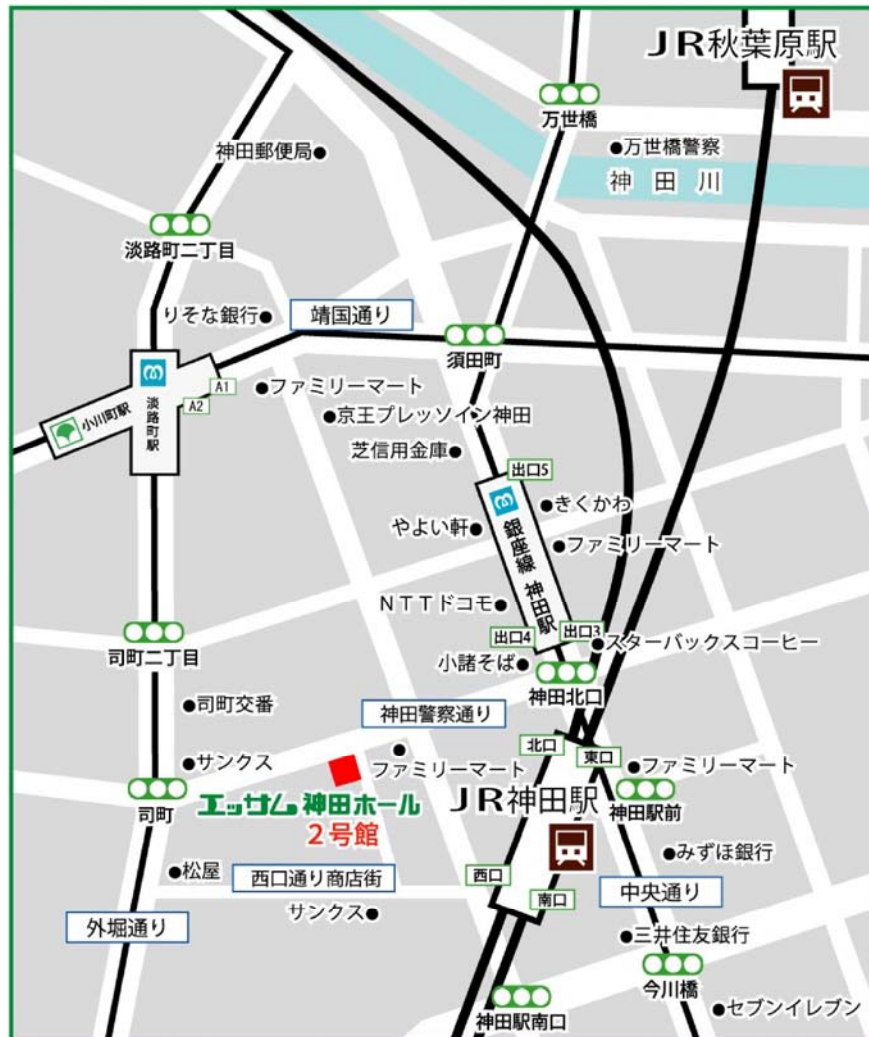 JR秋葉原駅
万世橋
万世橋警察
神田川
神田郵便局
淡路町二丁目
りそな銀行
靖国通り
須田町
A1
A2
小川町駅
淡路町駅
ファミリーマート
京王プレッソイン神田
芝信用金庫
出口5
きくかわ
やよい軒
銀座線 神田駅
ファミリーマート
NTTドコモ
出口4
出口3
スターバックスコーヒー
司町二丁目
小諸そば
神田北口
司町交番
神田警察通り
北口
東口
サンクス
ファミリーマート
ファミリーマート
司町
エッサム 神田ホール
2号館
JR神田駅
神田駅前
みずほ銀行
松屋
西口通り商店街
西口
南口
中央通り
サンクス
外堀通り
三井住友銀行
今川橋
神田駅南口
セブンイレブン